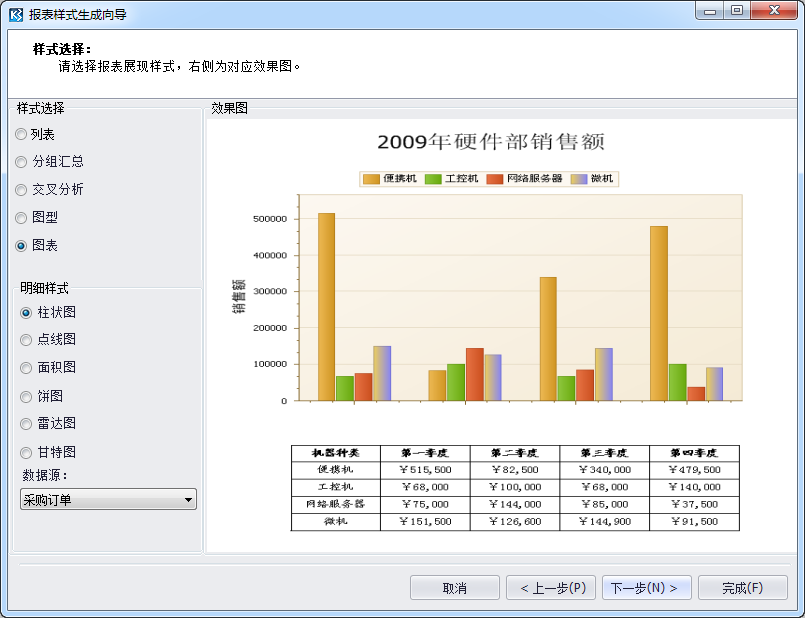 报表样式生成向导
样式选择：
请选择报表展现样式，右侧为对应效果图。
样式选择
列表
分组汇总
交叉分析
图型
图表
明细样式
柱状图
点线图
面积图
饼图
雷达图
甘特图
数据源：
采购订单
效果图
2009年硬件部销售额
便携机 工控机 网络服务器 微机
销售额
500000
400000
300000
200000
100000
0
机器种类 第一季度 第二季度 第三季度 第四季度
便携机 ￥515,500 ￥82,500 ￥340,000 ￥479,500
工控机 ￥68,000 ￥100,000 ￥68,000 ￥140,000
网络服务器 ￥75,000 ￥144,000 ￥85,000 ￥37,500
微机 ￥151,500 ￥126,600 ￥144,900 ￥91,500
取消 < 上一步(P) 下一步(N) > 完成(F)